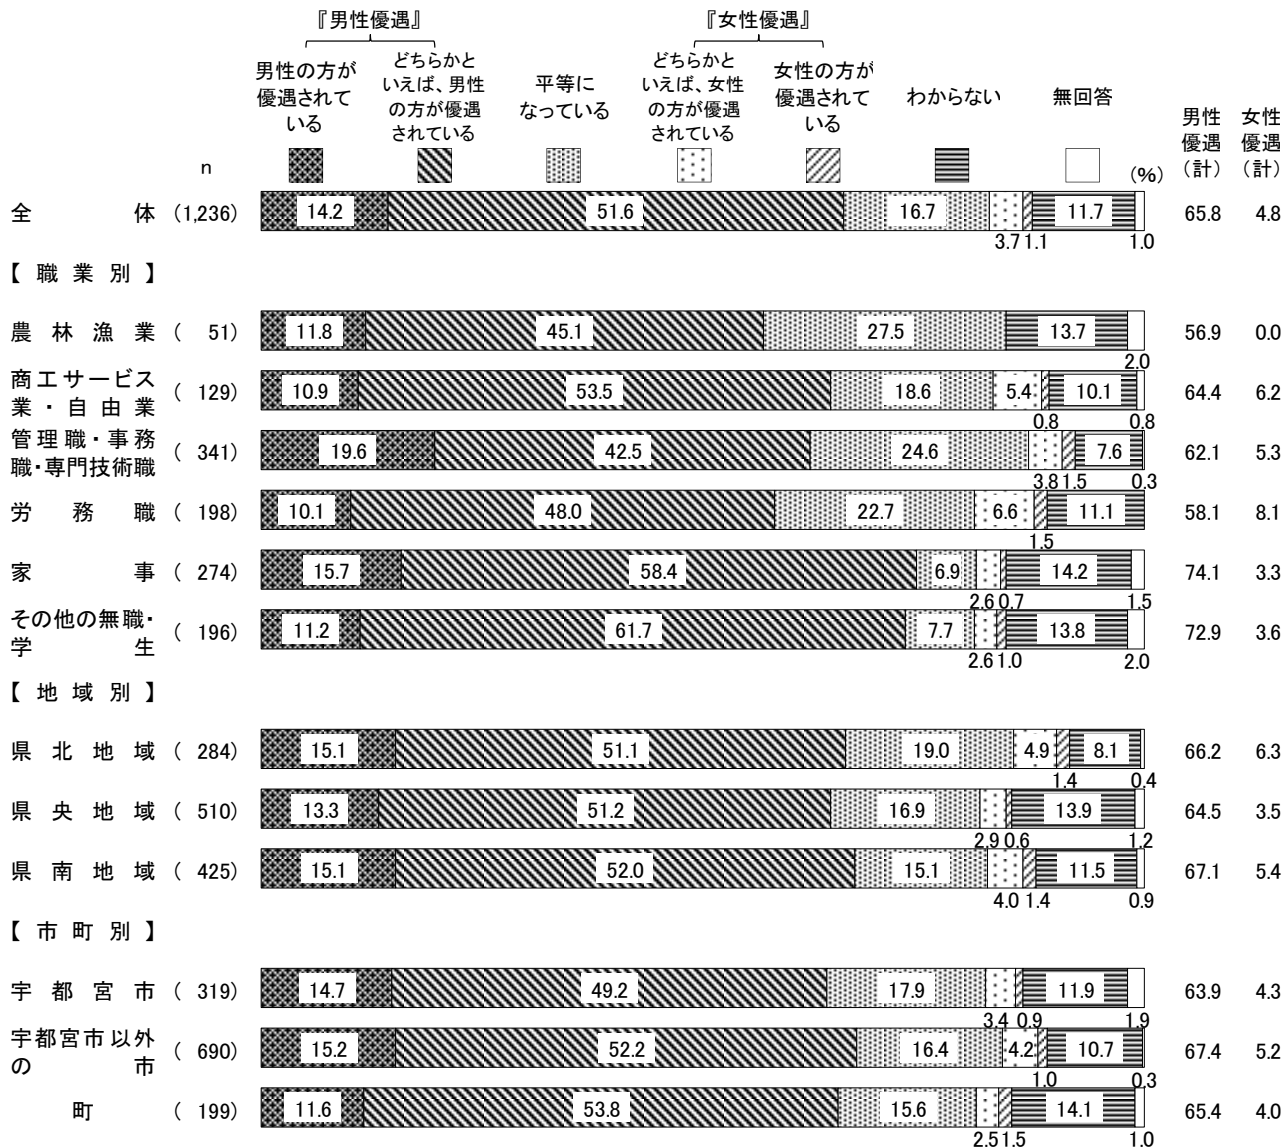 『男性優遇』 『女性優遇』
男性の方が
優遇されて
いる
どちらかと
いえば、男性
の方が優遇
されている
平等に
なっている
どちらかと
いえば、女性
の方が優遇
されている
女性の方が
優遇されて
いる
わからない
無回答
男性
優遇
(計)
女性
優遇
(計)
n (%)
全体 (1,236) 14.2 51.6 16.7 11.7 65.8 4.8
3.7 1.1 1.0
【職業別】
農林漁業 ( 51) 11.8 45.1 27.5 13.7 56.9 0.0
2.0
商工サービス
業・自由業 ( 129) 10.9 53.5 18.6 5.4 10.1 64.4 6.2
0.8 0.8
管理職・事務
職・専門技術職 ( 341) 19.6 42.5 24.6 7.6 62.1 5.3
3.8 1.5 0.3
労務職 ( 198) 10.1 48.0 22.7 6.6 11.1 58.1 8.1
1.5
家事 ( 274) 15.7 58.4 6.9 14.2 74.1 3.3
2.6 0.7 1.5
その他の無職・
学生 ( 196) 11.2 61.7 7.7 13.8 72.9 3.6
2.6 1.0 2.0
【地域別】
県北地域 ( 284) 15.1 51.1 19.0 4.9 8.1 66.2 6.3
1.4 0.4
県央地域 ( 510) 13.3 51.2 16.9 13.9 64.5 3.5
2.9 0.6 1.2
県南地域 ( 425) 15.1 52.0 15.1 11.5 67.1 5.4
4.0 1.4 0.9
【市町別】
宇都宮市 ( 319) 14.7 49.2 17.9 11.9 63.9 4.3
3.4 0.9 1.9
宇都宮市以外
の市 ( 690) 15.2 52.2 16.4 4.2 10.7 67.4 5.2
1.0 0.3
町 ( 199) 11.6 53.8 15.6 14.1 65.4 4.0
2.5 1.5 1.0